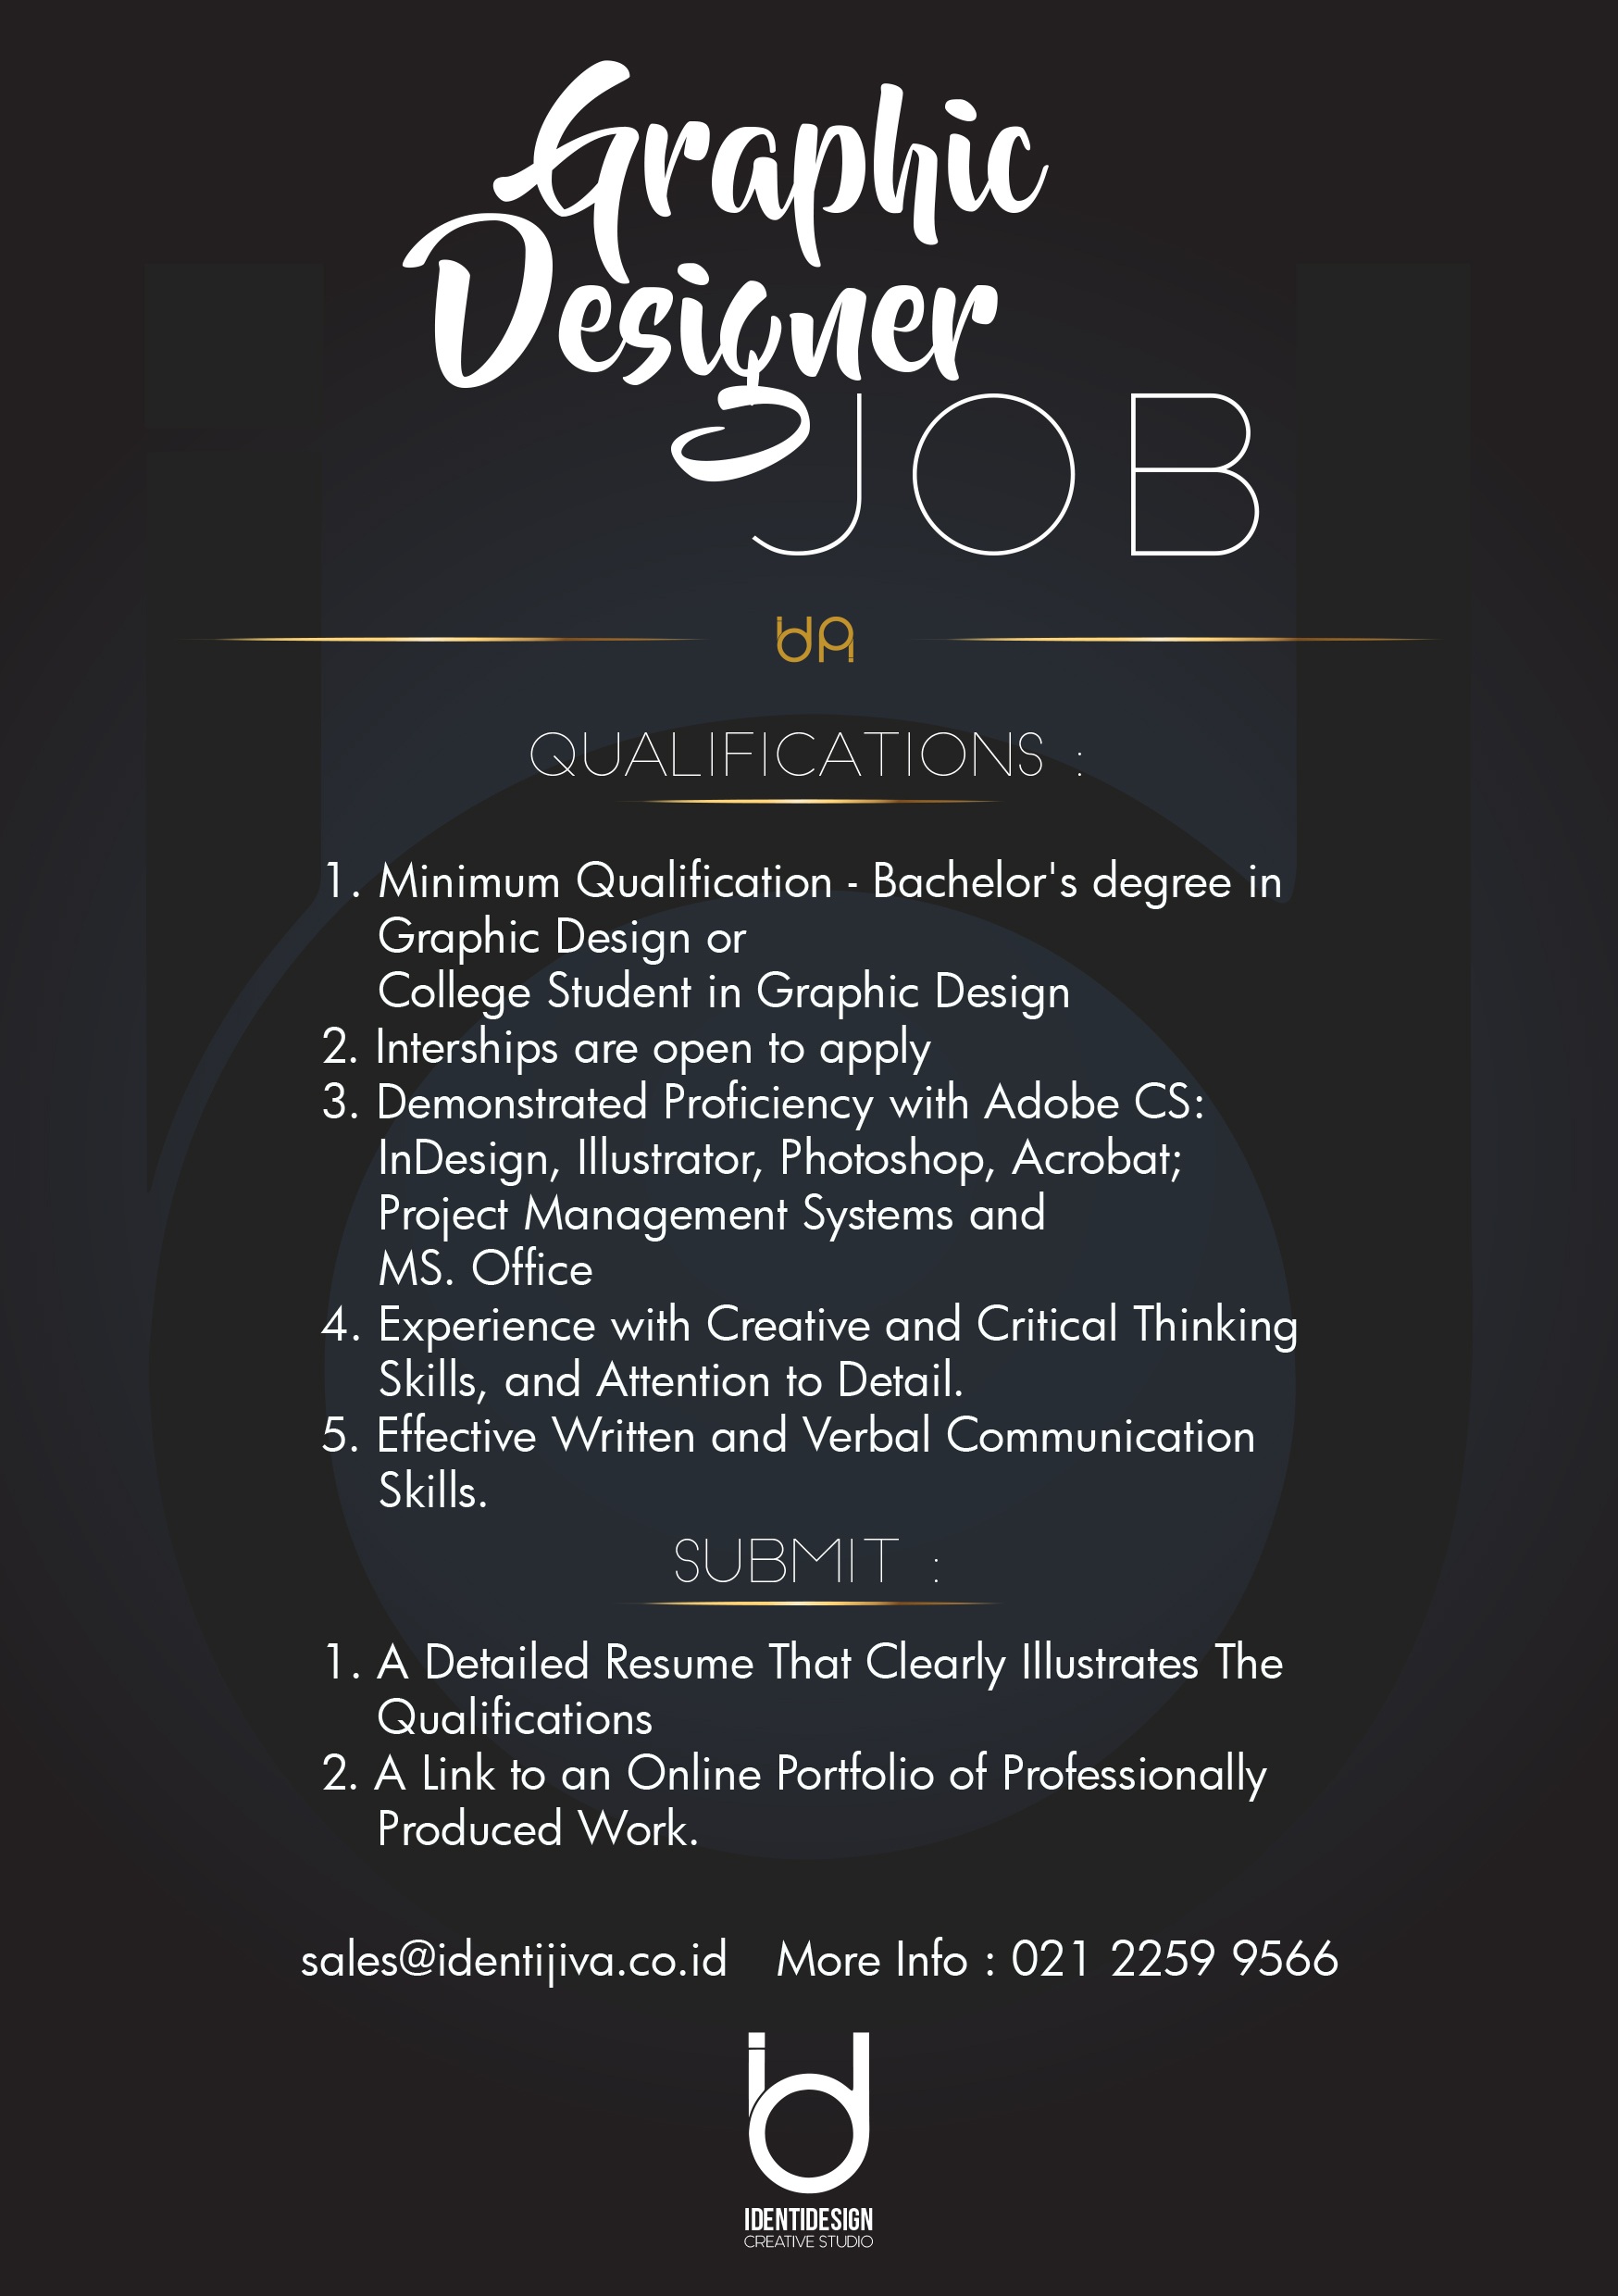 Graphic
Designer
JOB
QUALIFICATIONS :
1. Minimum Qualification - Bachelor's degree in
Graphic Design or
College Student in Graphic Design
2. Interships are open to apply
3. Demonstrated Proficiency with Adobe CS:
InDesign, Illustrator, Photoshop, Acrobat;
Project Management Systems and
MS. Office
4. Experience with Creative and Critical Thinking
Skills, and Attention to Detail.
5. Effective Written and Verbal Communication
Skills.
SUBMIT :
1. A Detailed Resume That Clearly Illustrates The
Qualifications
2. A Link to an Online Portfolio of Professionally
Produced Work.
sales@identijiva.co.id More Info : 021 2259 9566
id
IDENTIDESIGN
CREATIVE STUDIO